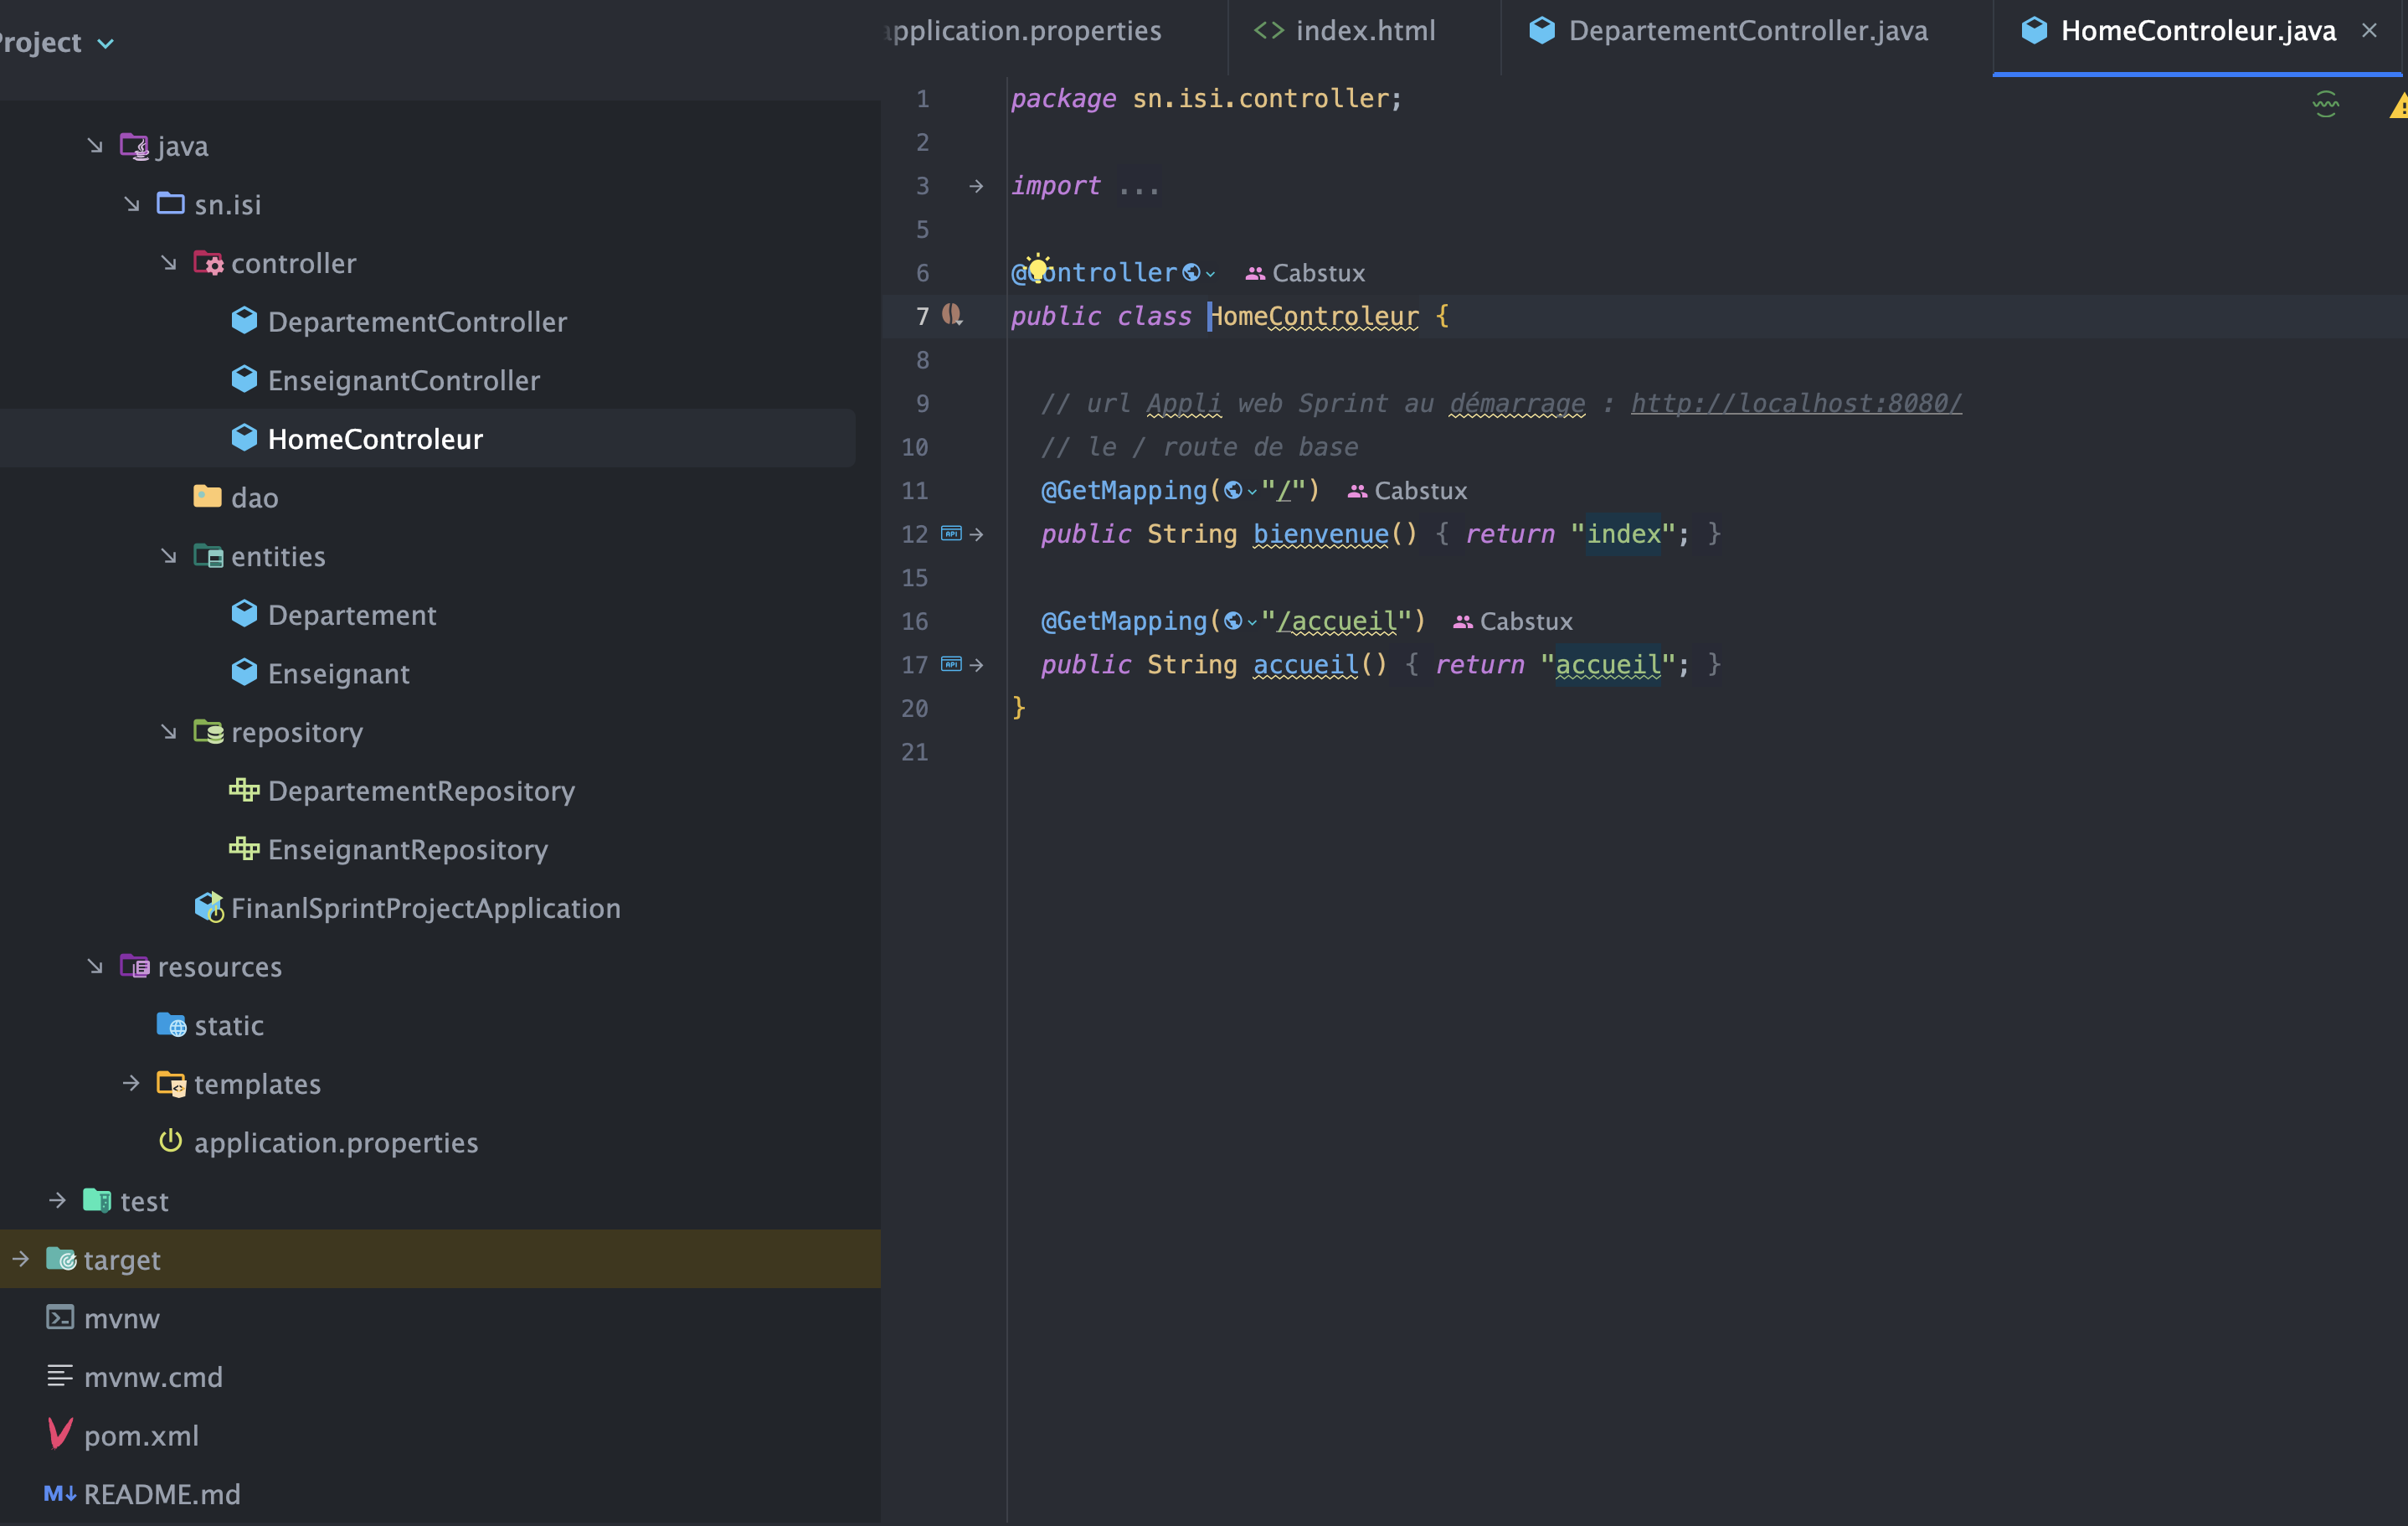 Project
java
sn.isi
controller
DepartementController
EnseignantController
HomeControleur
dao
entities
Departement
Enseignant
repository
DepartementRepository
EnseignantRepository
FinanlSprintProjectApplication
resources
static
templates
application.properties
test
target
mvnw
mvnw.cmd
pom.xml
M↓ README.md
application.properties
index.html
DepartementController.java
HomeControleur.java
1 package sn.isi.controller;
2
3 import ...
5
6 @Controller Cabstux
7 public class HomeControleur {
8
9 // url Appli web Sprint au démarrage : http://localhost:8080/
10 // le / route de base
11 @GetMapping("/") Cabstux
12 API public String bienvenue() { return "index"; }
15
16 @GetMapping("/accueil") Cabstux
17 API public String accueil() { return "accueil"; }
20 }
21